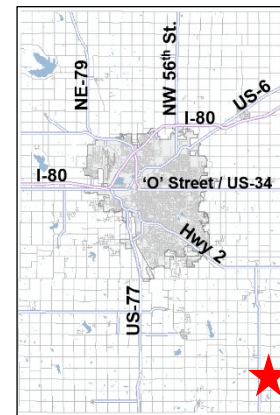 NE-79
NW 56th St.
US-6
I-80
I-80
'O' Street / US-34
Hwy 2
US-77